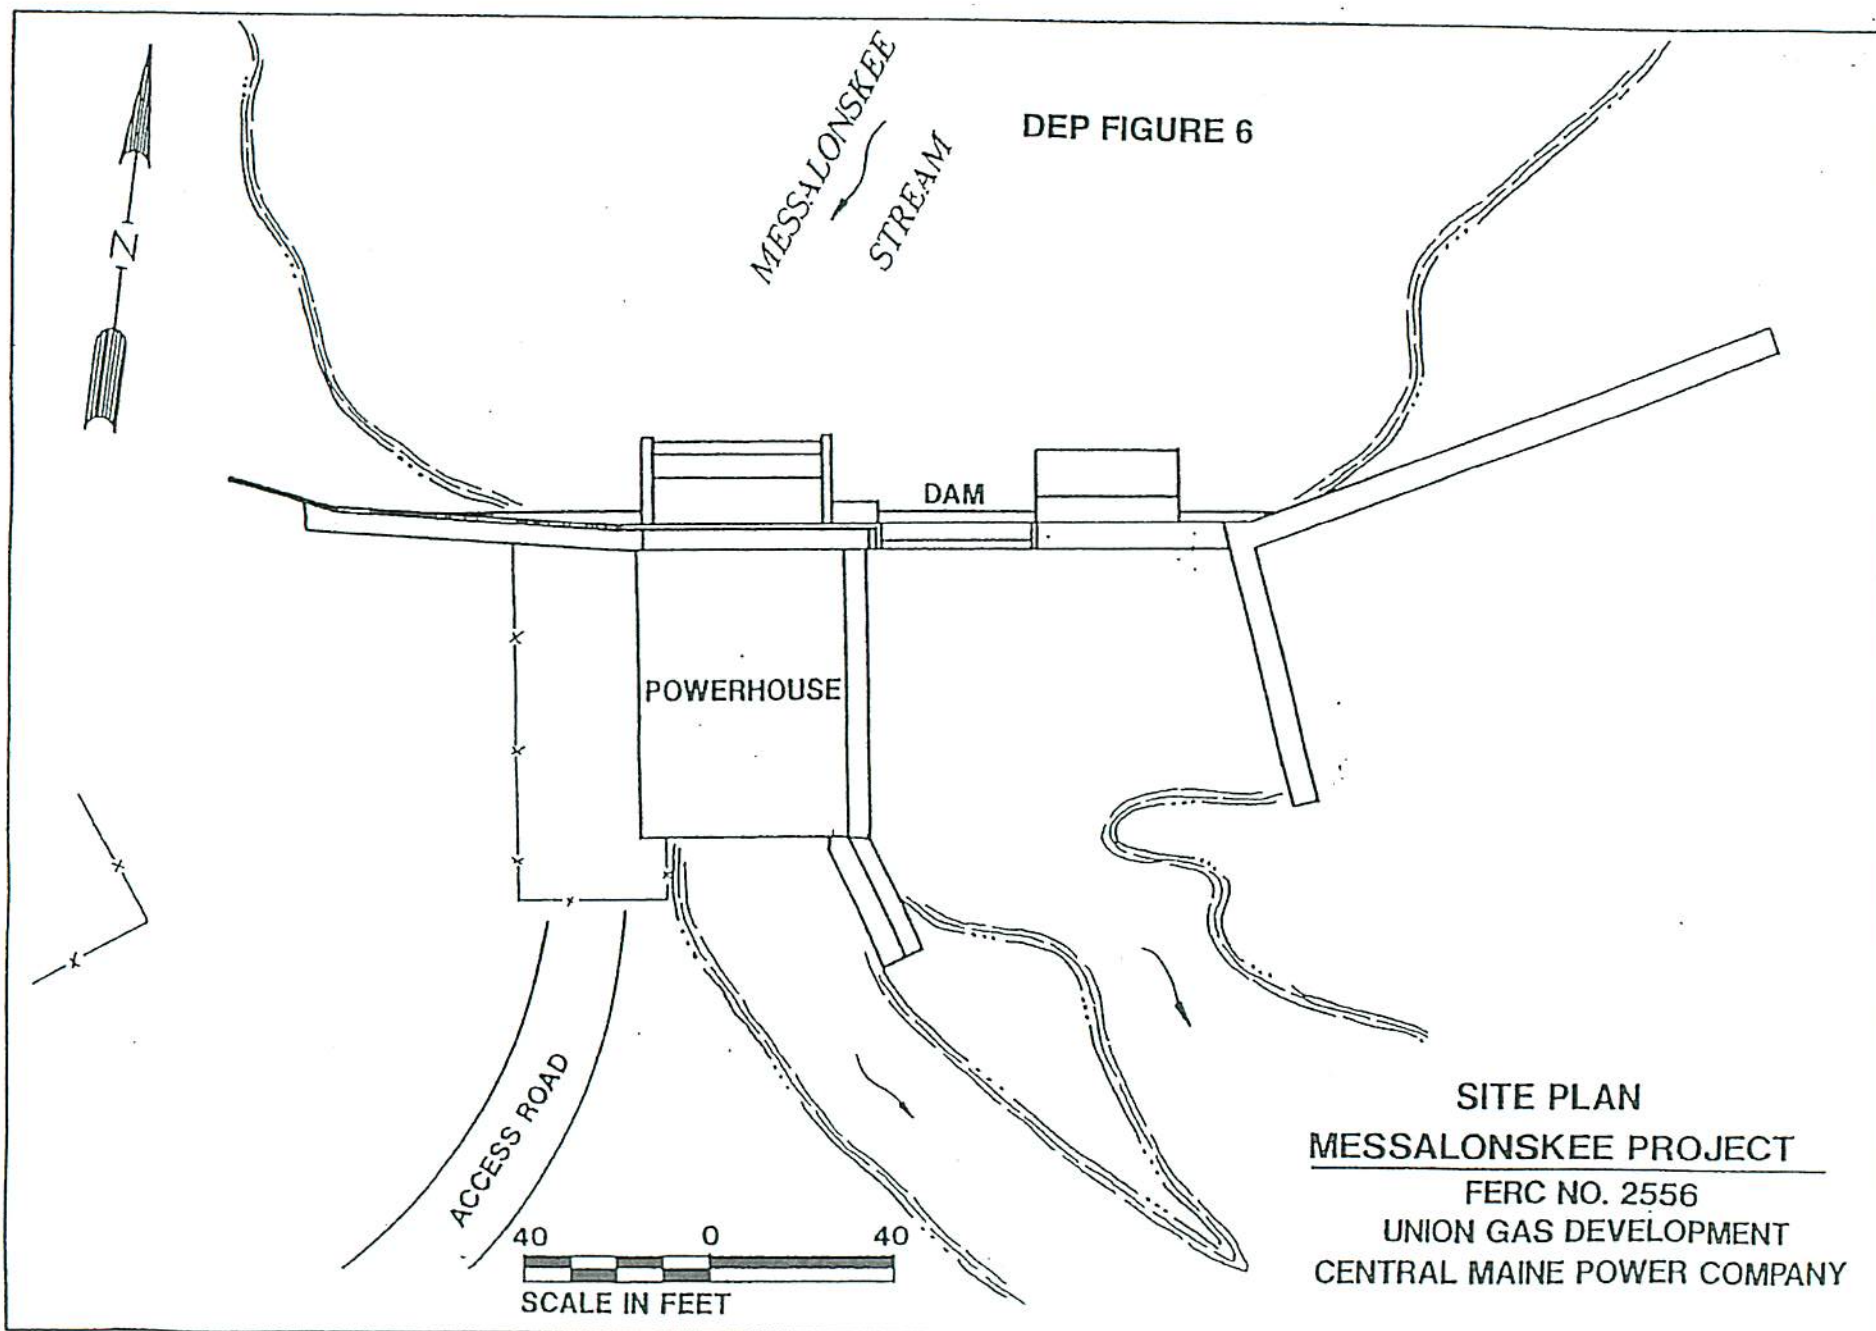 DEP FIGURE 6
MESSALONSKEE
STREAM
N
DAM
POWERHOUSE
ACCESS ROAD
40 0 40
SCALE IN FEET
SITE PLAN
MESSALONSKEE PROJECT
FERC NO. 2556
UNION GAS DEVELOPMENT
CENTRAL MAINE POWER COMPANY